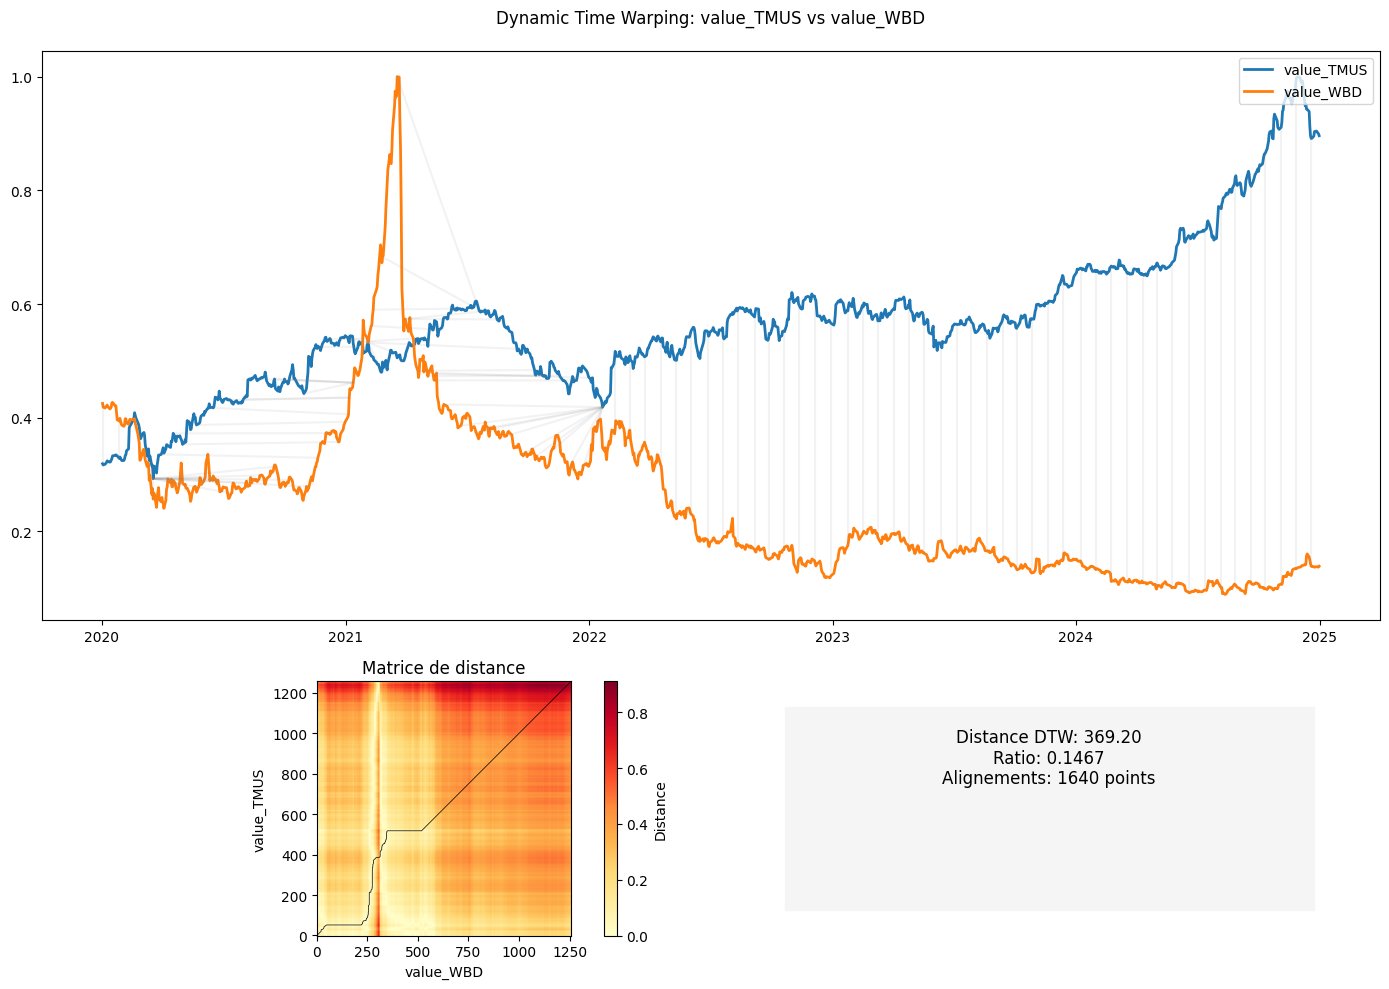 Dynamic Time Warping: value_TMUS vs value_WBD
value_TMUS
value_WBD
1.0
0.8
0.6
0.4
0.2
2020 2021 2022 2023 2024 2025
Matrice de distance
value_TMUS
1200
1000
800
600
400
200
0
0 250 500 750 1000 1250
value_WBD
0.8
0.6
0.4
0.2
0.0
Distance
Distance DTW: 369.20
Ratio: 0.1467
Alignements: 1640 points